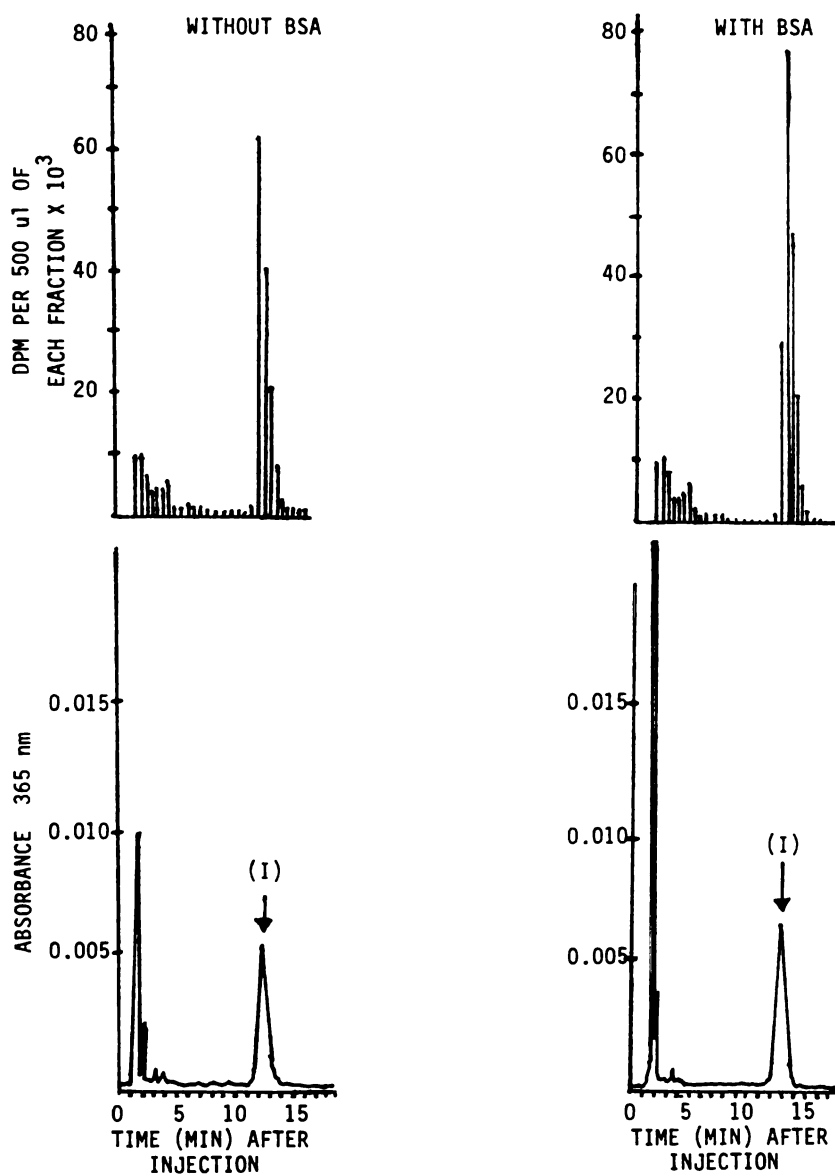 WITHOUT BSA
WITH BSA
DPM PER 500 ul OF
EACH FRACTION X 10³
80
60
40
20
80
60
40
20
ABSORBANCE 365 nm
0.015
0.010
0.005
(I)
0.015
0.010
0.005
(I)
0 5 10 15
TIME (MIN) AFTER
INJECTION
0 5 10 15
TIME (MIN) AFTER
INJECTION